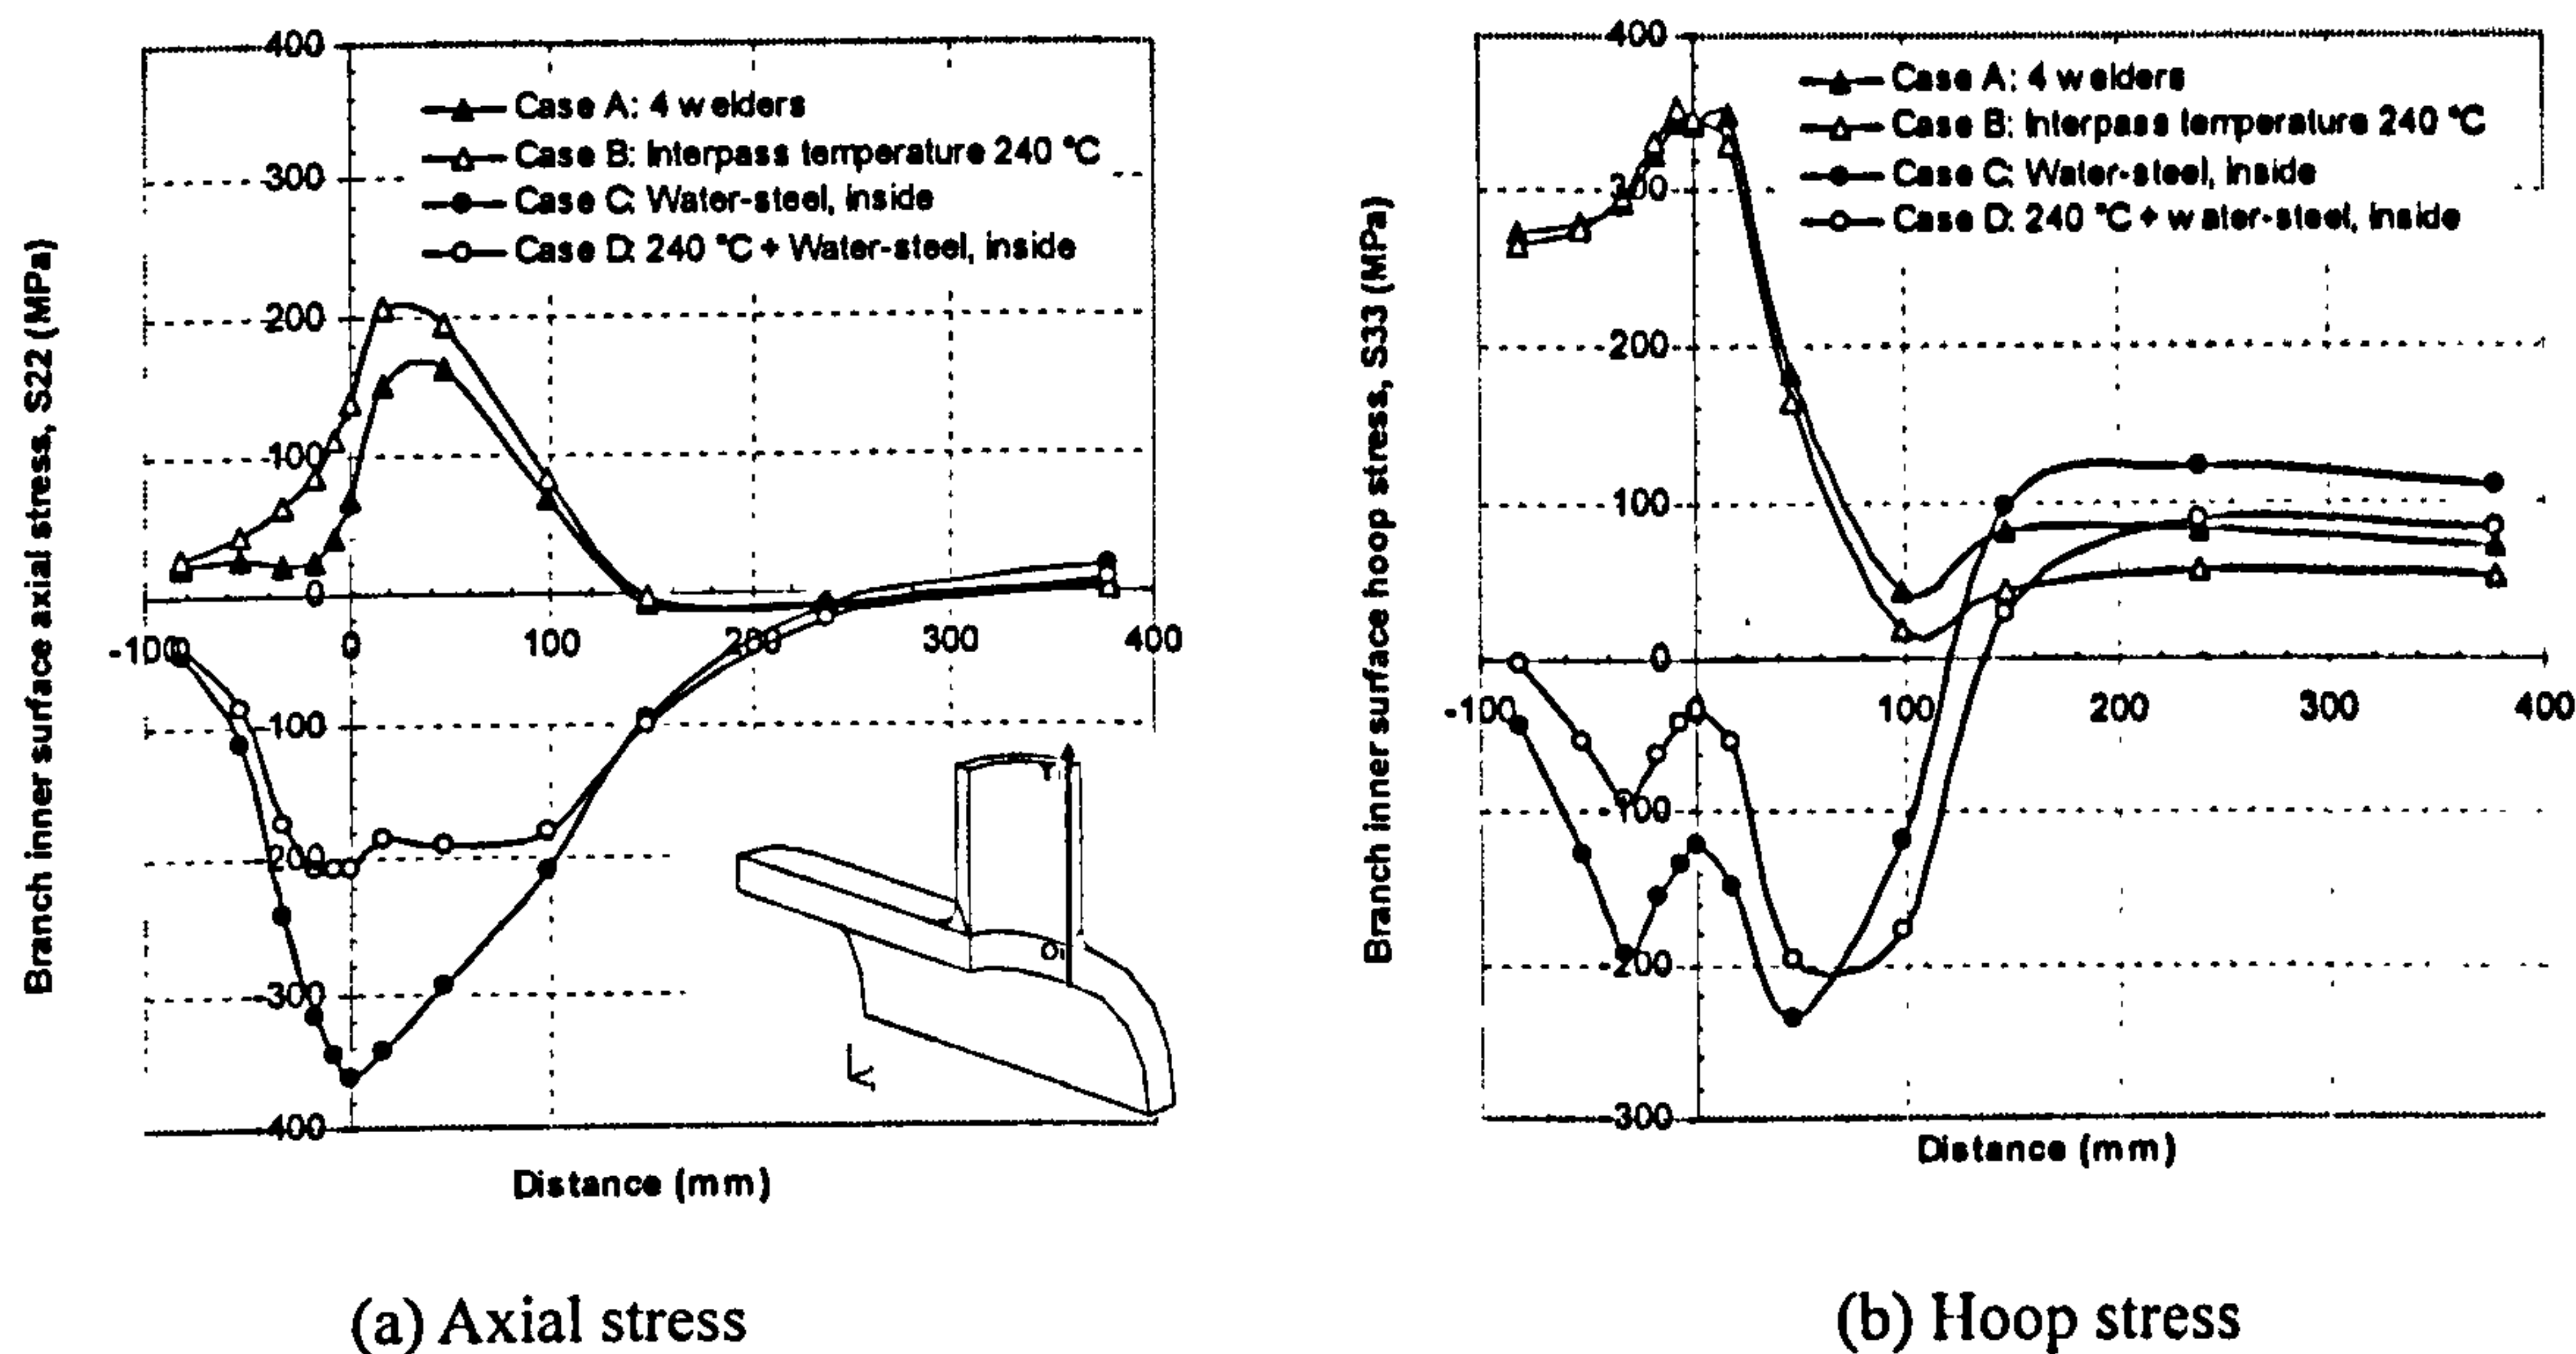 Branch inner surface axial stress, S22 (MPa)
400
300
200
100
0
-100
-200
-300
-400
-100
0
100
200
300
400
Case A: 4 welders
Case B: Interpass temperature 240 °C
Case C: Water-steel, inside
Case D: 240 °C + Water-steel, inside
Distance (mm)
(a) Axial stress
Branch inner surface hoop stress, S33 (MPa)
400
300
200
100
0
-100
-200
-300
-100
0
100
200
300
400
Case A: 4 welders
Case B: Interpass temperature 240 °C
Case C: Water-steel, inside
Case D: 240 °C + water-steel, inside
Distance (mm)
(b) Hoop stress